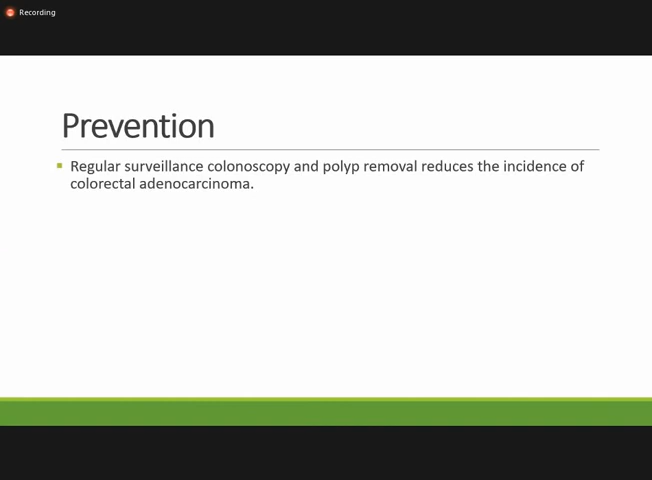 Recording
Prevention
Regular surveillance colonoscopy and polyp removal reduces the incidence of
colorectal adenocarcinoma.